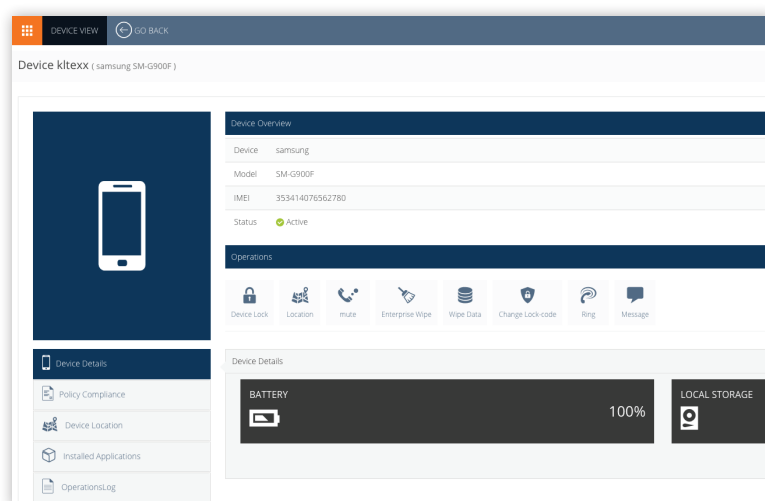 DEVICE VIEW GO BACK
Device kltexx ( samsung SM-G900F )
Device Overview
Device samsung
Model SM-G900F
IMEI 353414076562780
Status Active
Operations
Device Lock Location mute Enterprise Wipe Wipe Data Change Lock-code Ring Message
Device Details
Policy Compliance
Device Location
Installed Applications
OperationsLog
Device Details
BATTERY
100%
LOCAL STORAGE